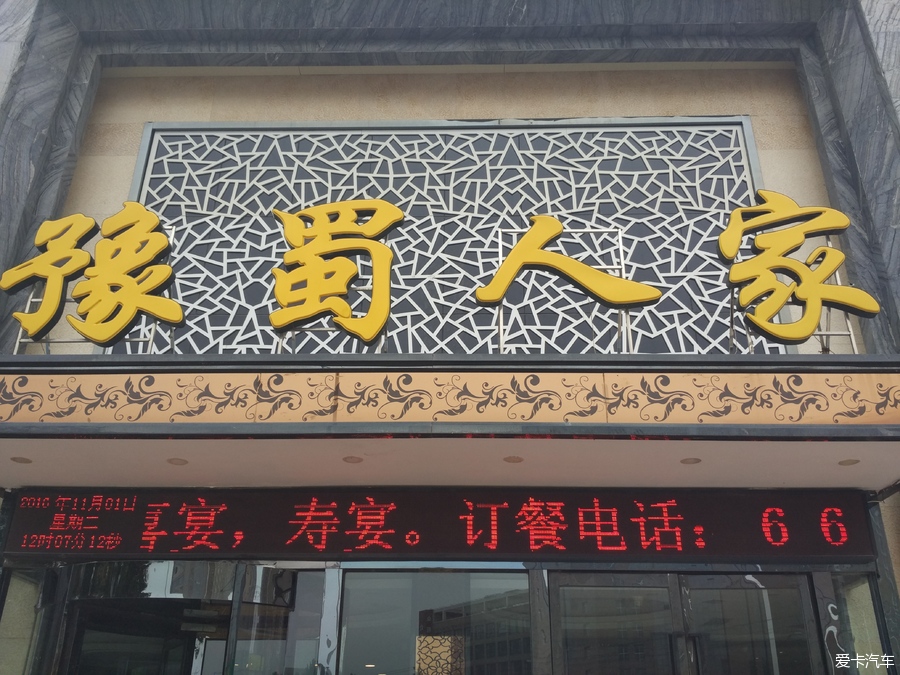 豫蜀人家
2016年11月01日
星期二
12时07分12秒
宴，寿宴。订餐电话：66
爱卡汽车